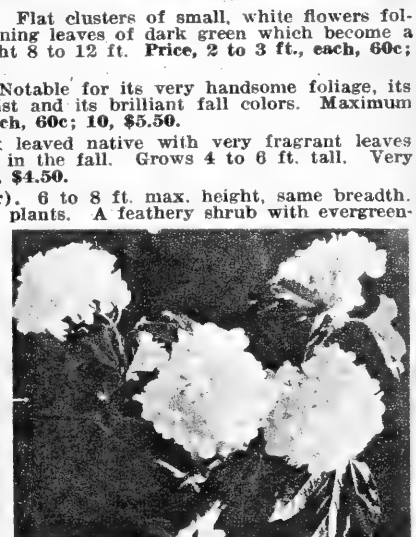 Flat clusters of small, white flowers fol-
ning leaves of dark green which become a
ht 8 to 12 ft. Price, 2 to 3 ft., each, 60c;
Notable for its very handsome foliage, its
st and its brilliant fall colors. Maximum
ch, 60c; 10, $5.50.
leaved native with very fragrant leaves
in the fall. Grows 4 to 6 ft. tall. Very
$4.50.
r). 6 to 8 ft. max. height, same breadth.
plants. A feathery shrub with evergreen-